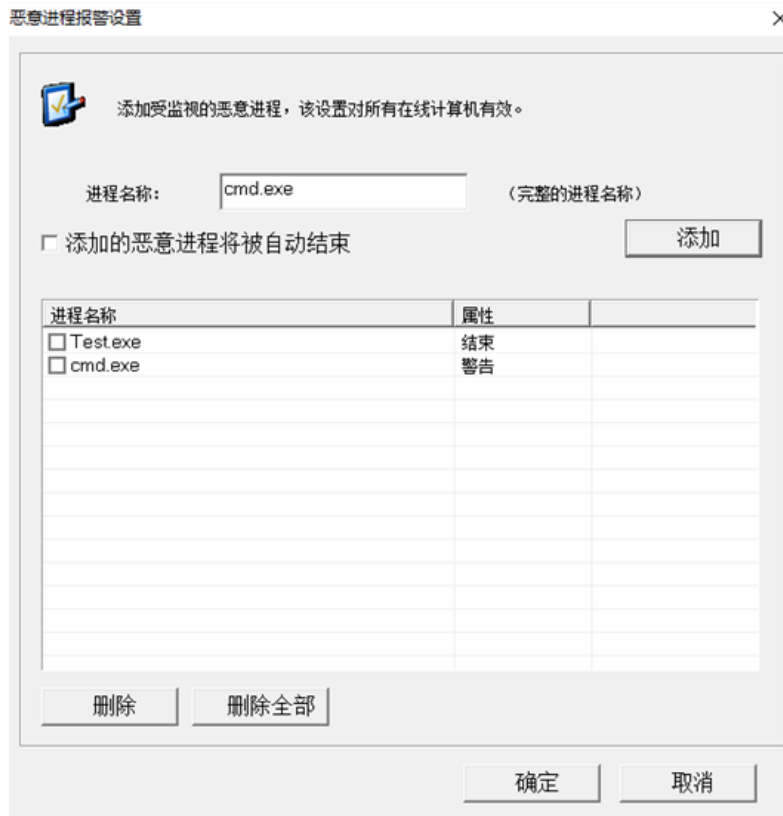 恶意进程报警设置
添加受监视的恶意进程，该设置对所有在线计算机有效。
进程名称： cmd.exe （完整的进程名称）
添加的恶意进程将被自动结束 添加
进程名称 属性
Test.exe 结束
cmd.exe 警告
删除 删除全部
确定 取消